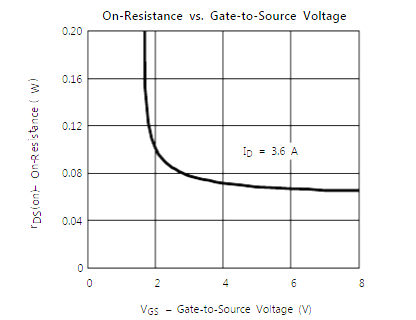 On-Resistance vs. Gate-to-Source Voltage
0.20
0.16
0.12
0.08
0.04
0
rDS(on)– On-Resistance ( W)
ID = 3.6 A
0 2 4 6 8
VGS – Gate-to-Source Voltage (V)